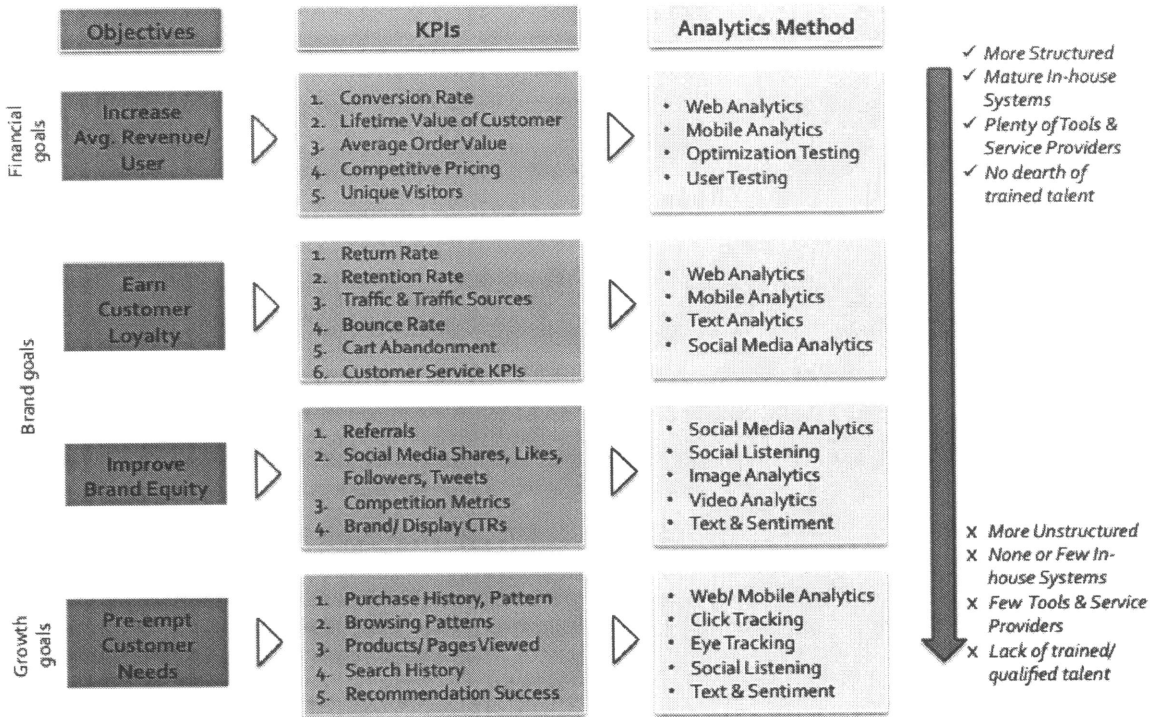 Objectives
KPIs
Analytics Method
Financial
goals
Increase
Avg. Revenue/
User
1. Conversion Rate
2. Lifetime Value of Customer
3. Average Order Value
4. Competitive Pricing
5. Unique Visitors
• Web Analytics
• Mobile Analytics
• Optimization Testing
• User Testing
Brand goals
Earn
Customer
Loyalty
1. Return Rate
2. Retention Rate
3. Traffic & Traffic Sources
4. Bounce Rate
5. Cart Abandonment
6. Customer Service KPIs
• Web Analytics
• Mobile Analytics
• Text Analytics
• Social Media Analytics
Improve
Brand Equity
1. Referrals
2. Social Media Shares, Likes,
Followers, Tweets
3. Competition Metrics
4. Brand/ Display CTRs
• Social Media Analytics
• Social Listening
• Image Analytics
• Video Analytics
• Text & Sentiment
Growth
goals
Pre-empt
Customer
Needs
1. Purchase History, Pattern
2. Browsing Patterns
3. Products/ Pages Viewed
4. Search History
5. Recommendation Success
• Web/ Mobile Analytics
• Click Tracking
• Eye Tracking
• Social Listening
• Text & Sentiment
✓ More Structured
✓ Mature In-house
Systems
✓ Plenty of Tools &
Service Providers
✓ No dearth of
trained talent
x More Unstructured
x None or Few In-
house Systems
x Few Tools & Service
Providers
x Lack of trained/
qualified talent